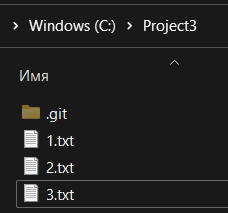 Windows (C:) Project3
Имя
.git
1.txt
2.txt
3.txt